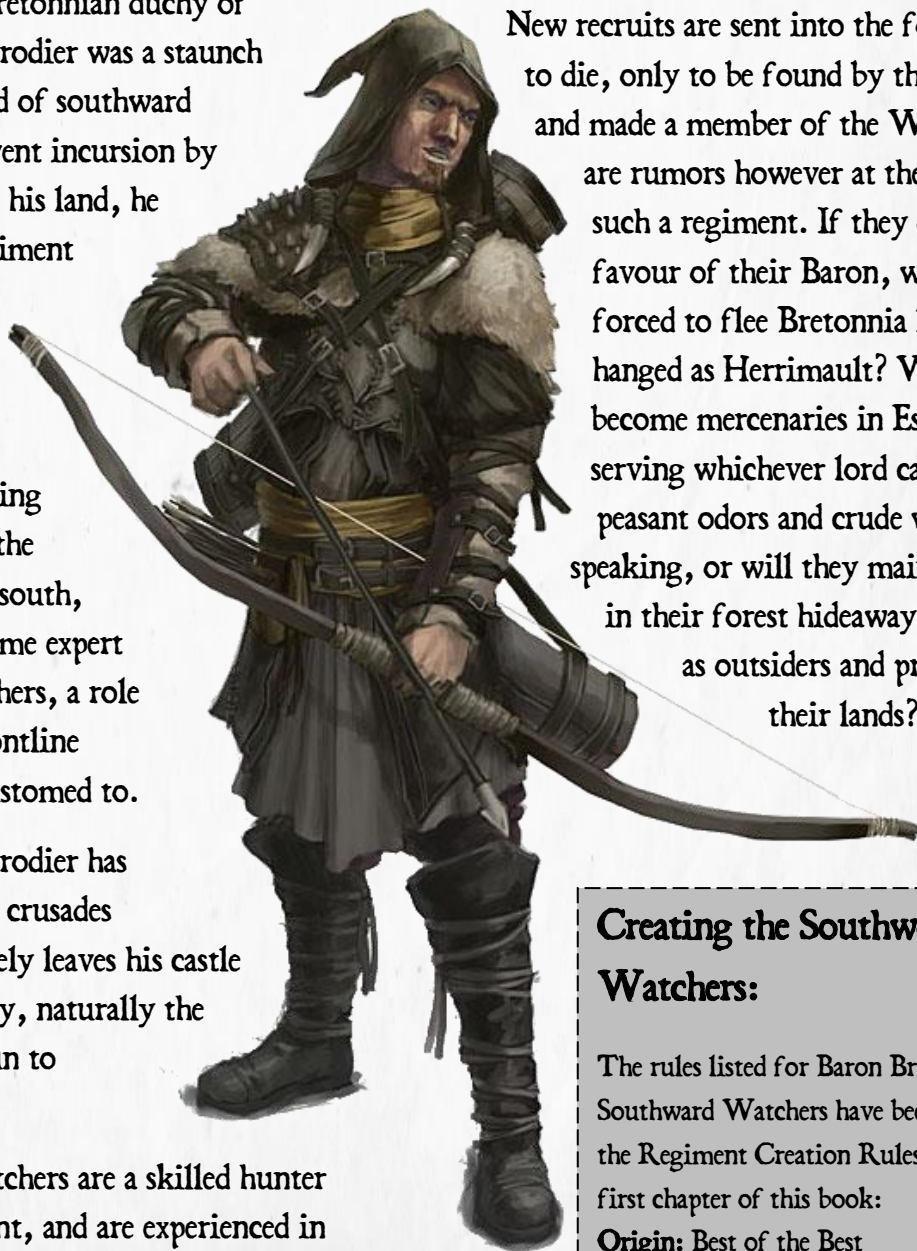 retonnian duchy of
rodier was a staunch
d of southward
vent incursion by
his land, he
iment
ing
the
south,
me expert
hers, a role
ontline
stomed to.
rodier has
crusades
ely leaves his castle
y, naturally the
un to
tchers are a skilled hunter
nt, and are experienced in
New recruits are sent into the fo
to die, only to be found by th
and made a member of the W
are rumors however at the
such a regiment. If they
favour of their Baron, w
forced to flee Bretonnia
hanged as Herrimault? V
become mercenaries in Es
serving whichever lord ca
peasant odors and crude w
speaking, or will they mai
in their forest hideaway
as outsiders and pr
their lands?
Creating the Southw
Watchers:
The rules listed for Baron Br
Southward Watchers have bee
the Regiment Creation Rules
first chapter of this book:
Origin: Best of the Best